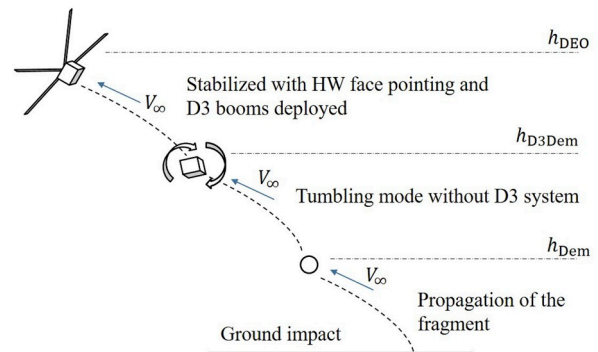 h_DEO
V∞
Stabilized with HW face pointing and
D3 booms deployed
h_D3Dem
V∞
Tumbling mode without D3 system
h_Dem
V∞
Propagation of the
fragment
Ground impact